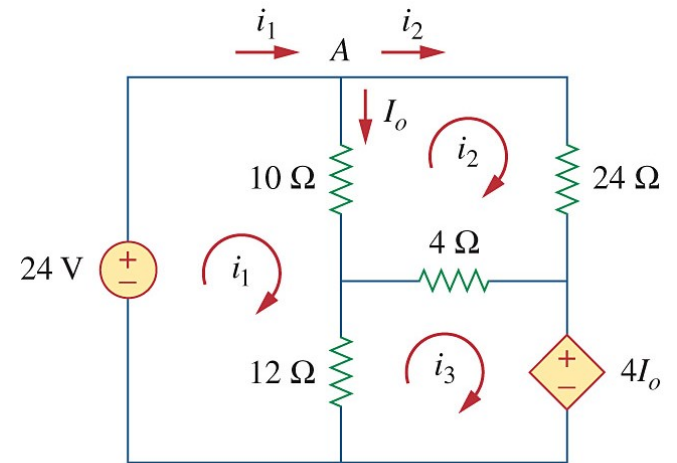 i₁ i₂
A
Iₒ
i₂
10 Ω 24 Ω
4 Ω
24 V + − i₁
12 Ω i₃ + − 4Iₒ